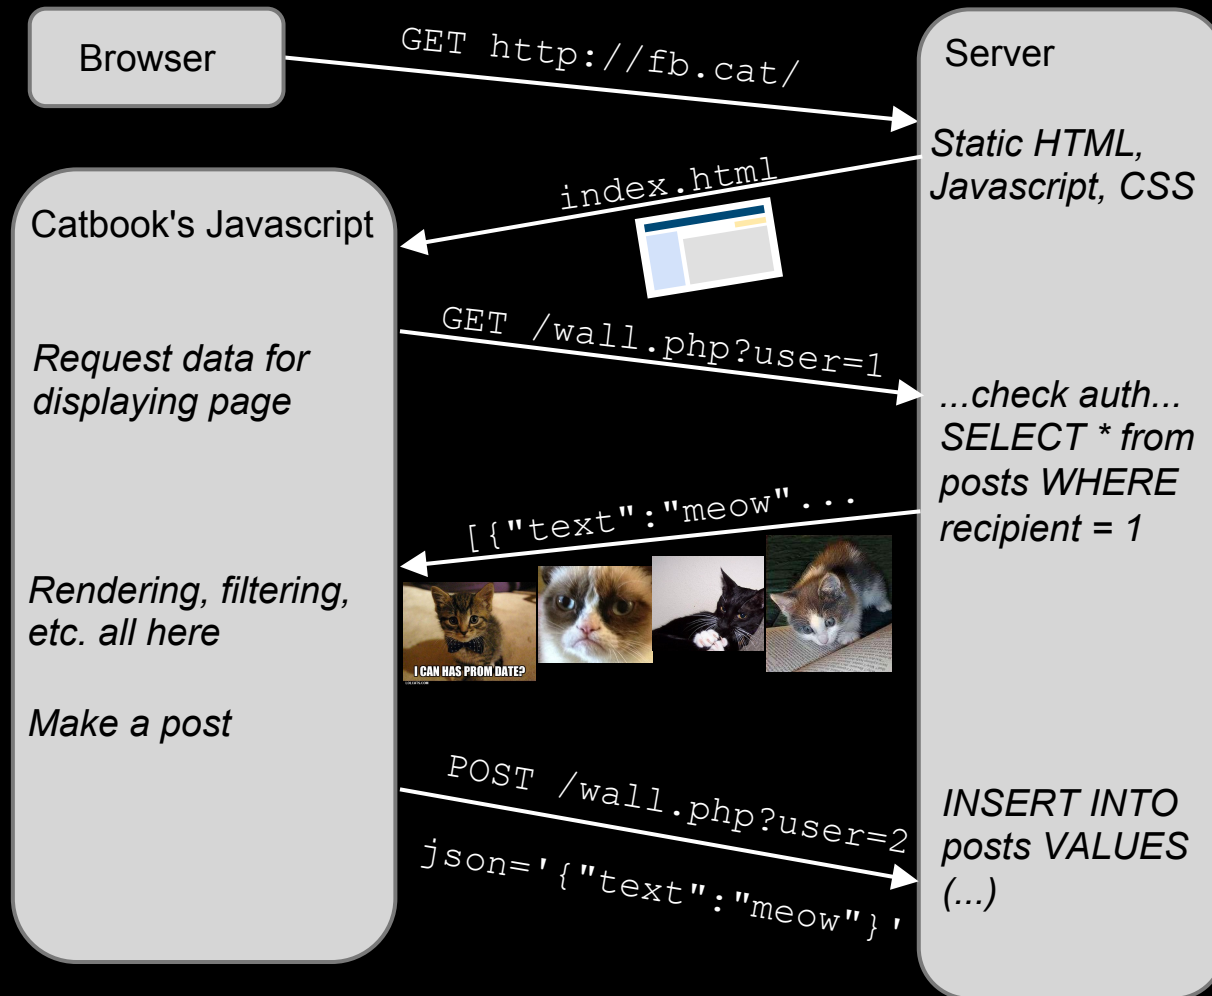 Browser
GET http://fb.cat/
Server
Static HTML,
Javascript, CSS
index.html
Catbook's Javascript
GET /wall.php?user=1
Request data for
displaying page
...check auth...
SELECT * from
posts WHERE
recipient = 1
[{"text":"meow"...
Rendering, filtering,
etc. all here
I CAN HAS PROM DATE?
Make a post
POST /wall.php?user=2
json='{"text":"meow"}'
INSERT INTO
posts VALUES
(...)